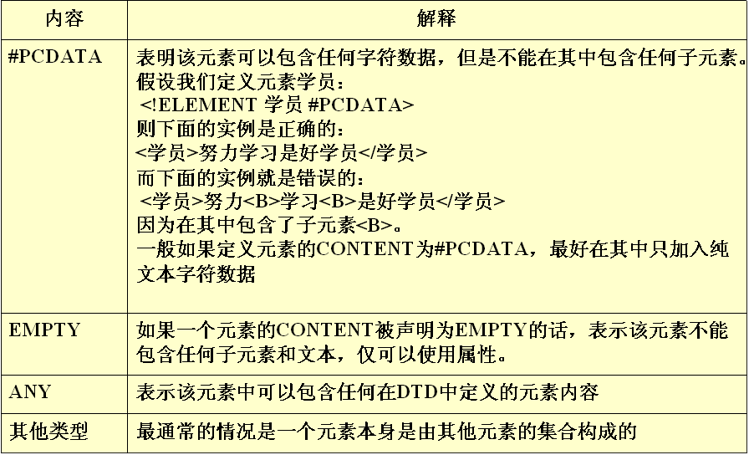 内容 解释
#PCDATA 表明该元素可以包含任何字符数据，但是不能在其中包含任何子元素。
假设我们定义元素学员：
<!ELEMENT 学员 #PCDATA>
则下面的实例是正确的：
<学员>努力学习是好学员</学员>
而下面的实例就是错误的：
<学员>努力<B>学习<B>是好学员</学员>
因为在其中包含了子元素<B>。
一般如果定义元素的CONTENT为#PCDATA，最好在其中只加入纯
文本字符数据
EMPTY 如果一个元素的CONTENT被声明为EMPTY的话，表示该元素不能
包含任何子元素和文本，仅可以使用属性。
ANY 表示该元素中可以包含任何在DTD中定义的元素内容
其他类型 最通常的情况是一个元素本身是由其他元素的集合构成的